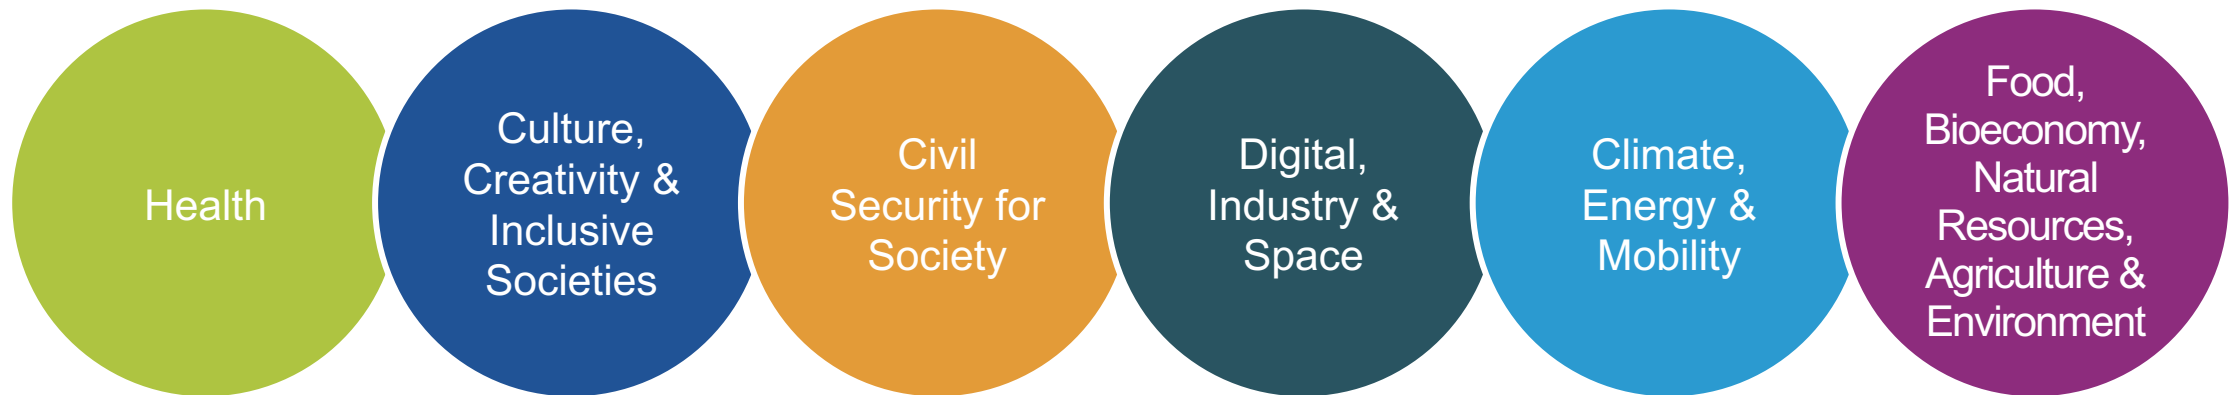 Health
Culture,
Creativity &
Inclusive
Societies
Civil
Security for
Society
Digital,
Industry &
Space
Climate,
Energy &
Mobility
Food,
Bioeconomy,
Natural
Resources,
Agriculture &
Environment